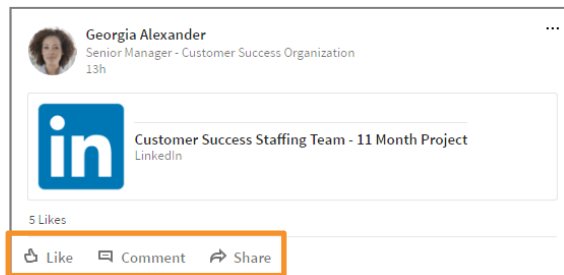 Georgia Alexander
Senior Manager - Customer Success Organization
13h
...
in
Customer Success Staffing Team - 11 Month Project
LinkedIn
5 Likes
Like Comment Share